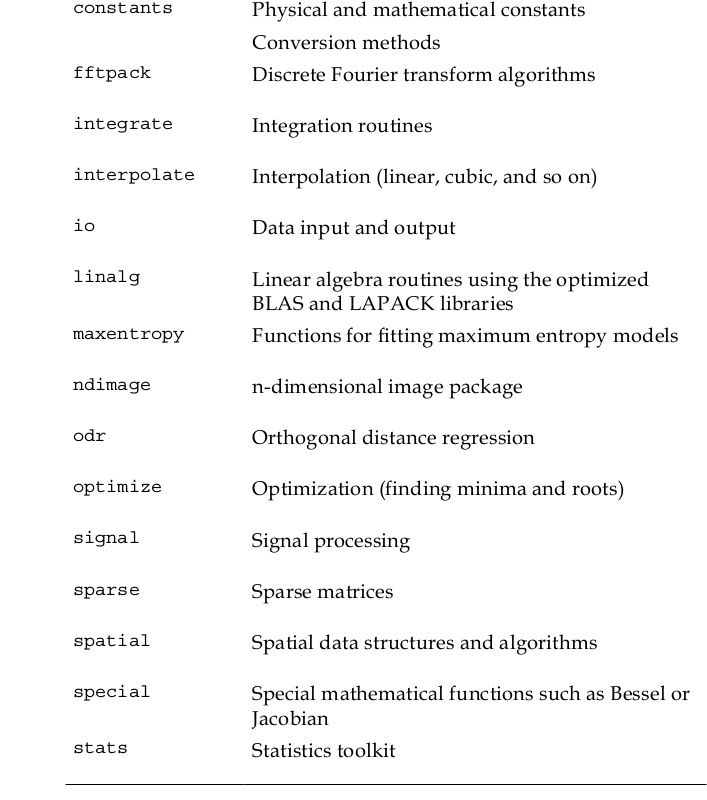 constants Physical and mathematical constants
Conversion methods
fftpack Discrete Fourier transform algorithms
integrate Integration routines
interpolate Interpolation (linear, cubic, and so on)
io Data input and output
linalg Linear algebra routines using the optimized
BLAS and LAPACK libraries
maxentropy Functions for fitting maximum entropy models
ndimage n-dimensional image package
odr Orthogonal distance regression
optimize Optimization (finding minima and roots)
signal Signal processing
sparse Sparse matrices
spatial Spatial data structures and algorithms
special Special mathematical functions such as Bessel or
Jacobian
stats Statistics toolkit